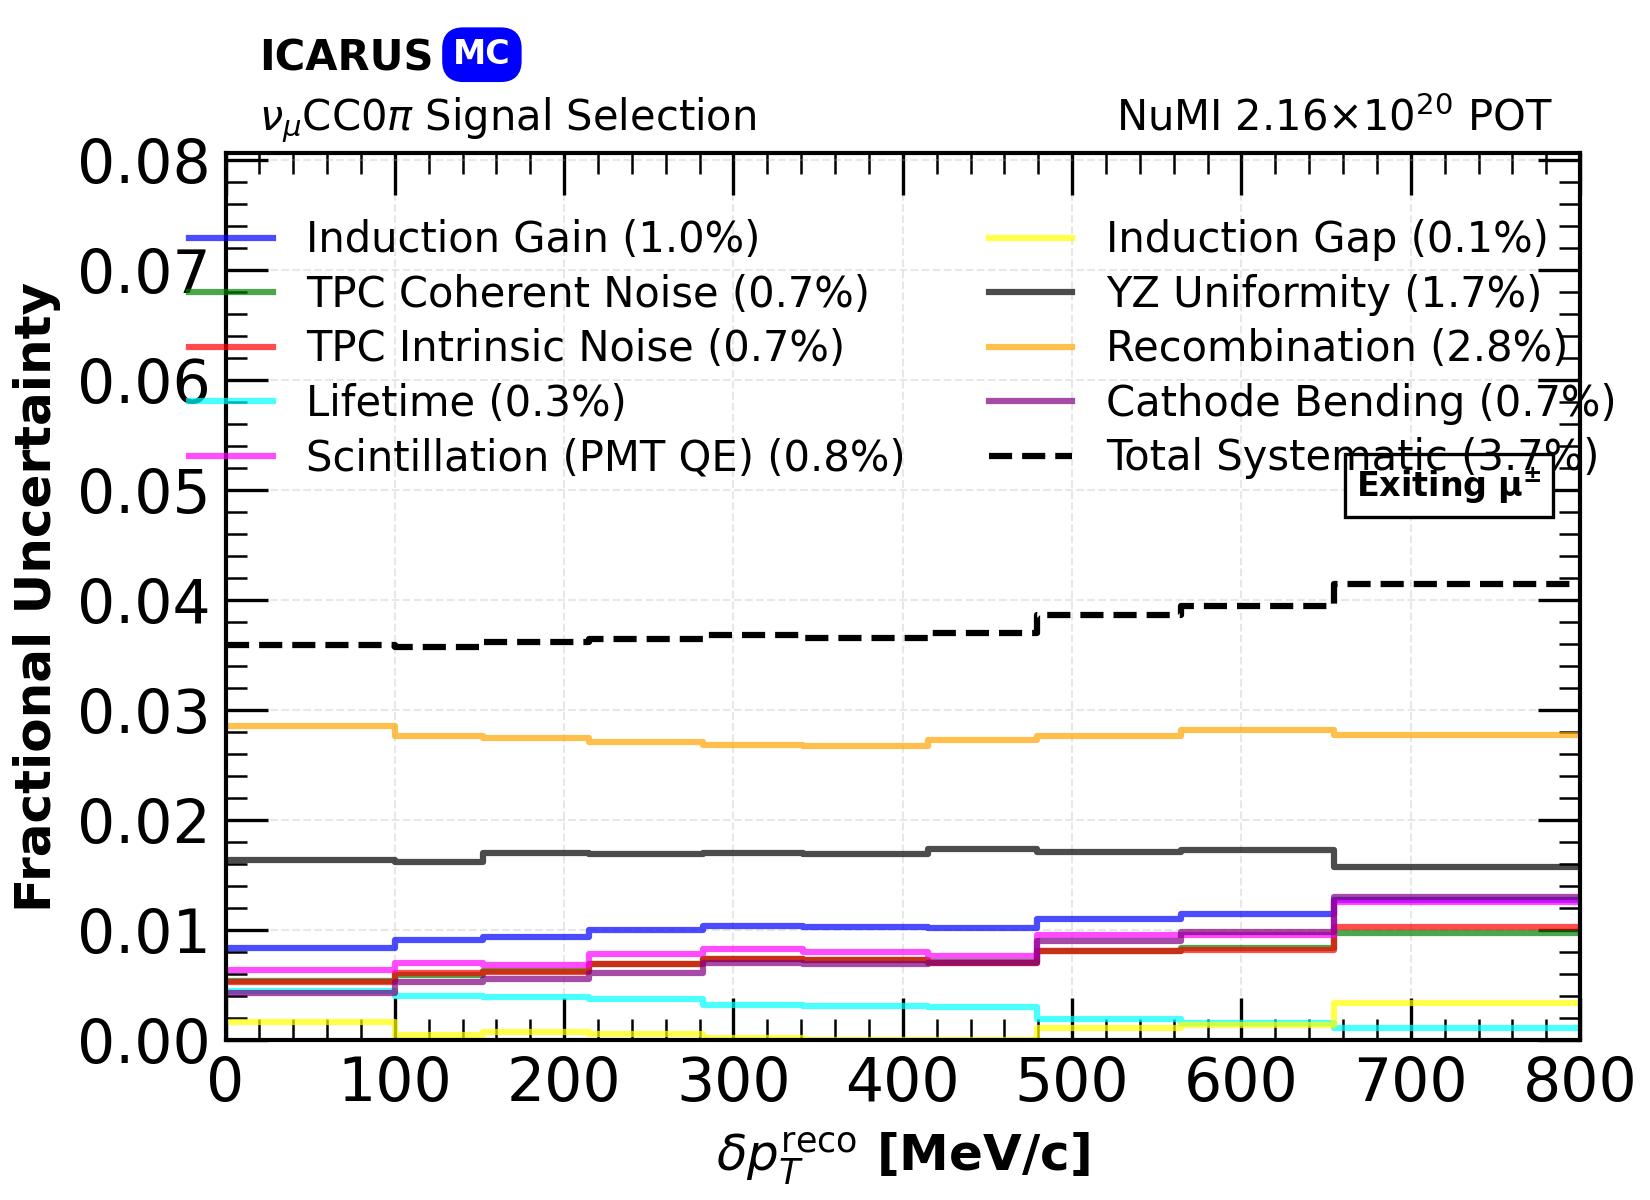 ICARUS MC
νμCC0π Signal Selection
NuMI 2.16×10²⁰ POT
Fractional Uncertainty
0.08
0.07
0.06
0.05
0.04
0.03
0.02
0.01
0.00
Induction Gain (1.0%)
TPC Coherent Noise (0.7%)
TPC Intrinsic Noise (0.7%)
Lifetime (0.3%)
Scintillation (PMT QE) (0.8%)
Induction Gap (0.1%)
YZ Uniformity (1.7%)
Recombination (2.8%)
Cathode Bending (0.7%)
Total Systematic (3.7%)
Exiting μ±
0 100 200 300 400 500 600 700 800
δp_T^reco [MeV/c]